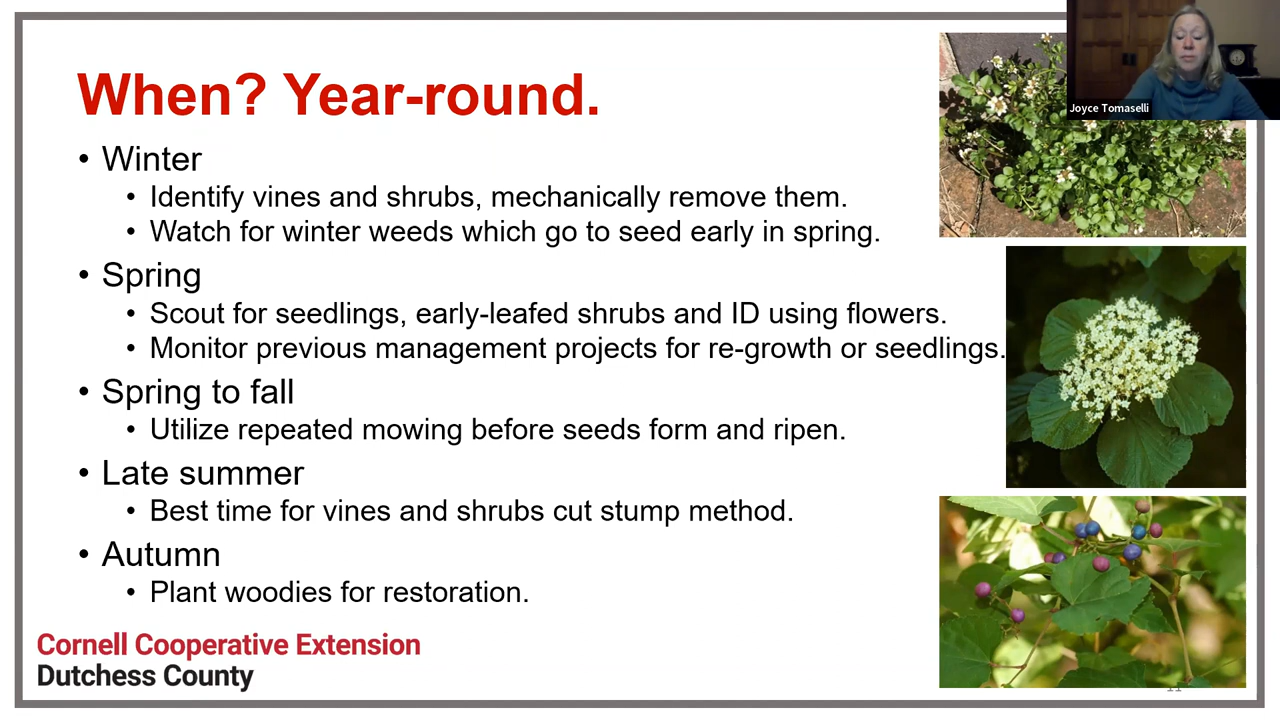 When? Year-round.
• Winter
• Identify vines and shrubs, mechanically remove them.
• Watch for winter weeds which go to seed early in spring.
• Spring
• Scout for seedlings, early-leafed shrubs and ID using flowers.
• Monitor previous management projects for re-growth or seedlings.
• Spring to fall
• Utilize repeated mowing before seeds form and ripen.
• Late summer
• Best time for vines and shrubs cut stump method.
• Autumn
• Plant woodies for restoration.
Cornell Cooperative Extension
Dutchess County
Joyce Tomaselli